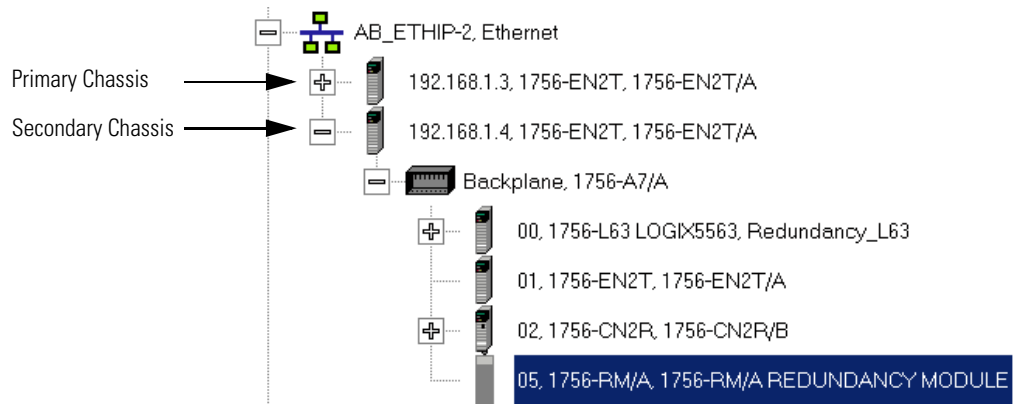 AB_ETHIP-2, Ethernet
Primary Chassis
192.168.1.3, 1756-EN2T, 1756-EN2T/A
Secondary Chassis
192.168.1.4, 1756-EN2T, 1756-EN2T/A
Backplane, 1756-A7/A
00, 1756-L63 LOGIX5563, Redundancy_L63
01, 1756-EN2T, 1756-EN2T/A
02, 1756-CN2R, 1756-CN2R/B
05, 1756-RM/A, 1756-RM/A REDUNDANCY MODULE